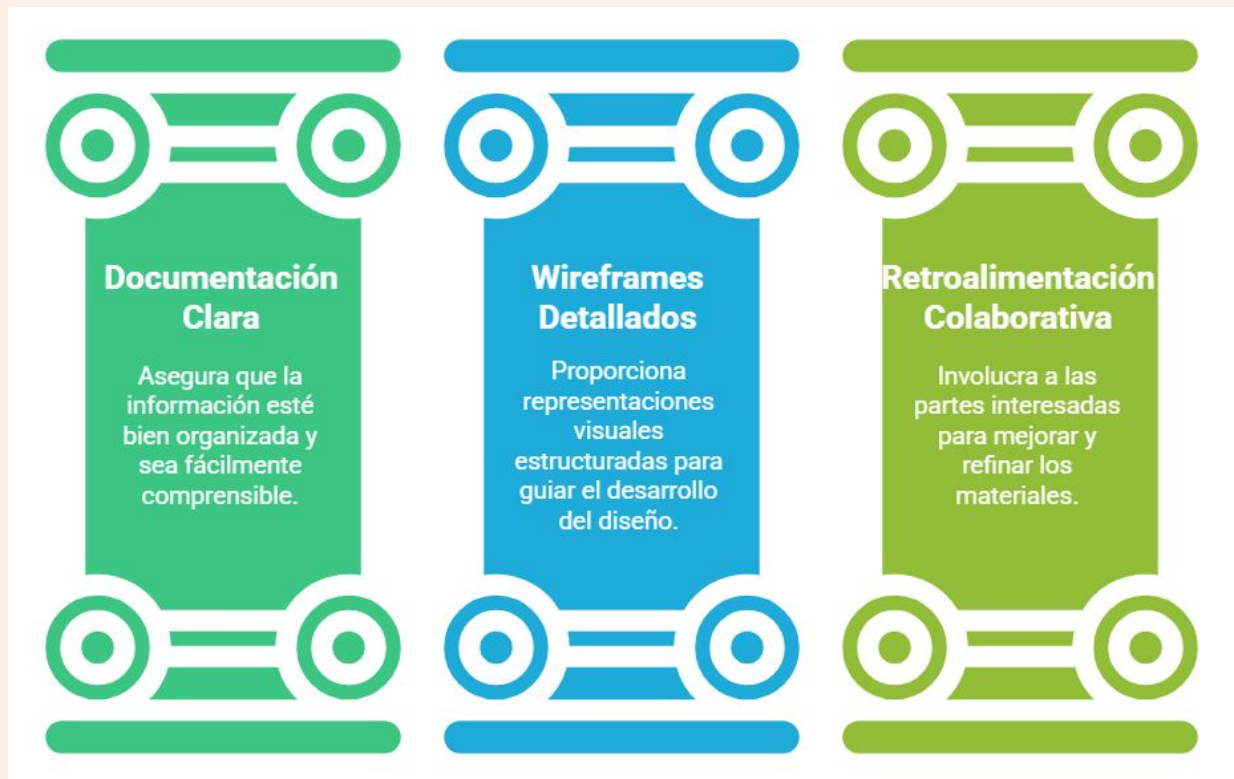 Documentación
Clara
Asegura que la
información esté
bien organizada y
sea fácilmente
comprensible.
Wireframes
Detallados
Proporciona
representaciones
visuales
estructuradas para
guiar el desarrollo
del diseño.
Retroalimentación
Colaborativa
Involucra a las
partes interesadas
para mejorar y
refinar los
materiales.